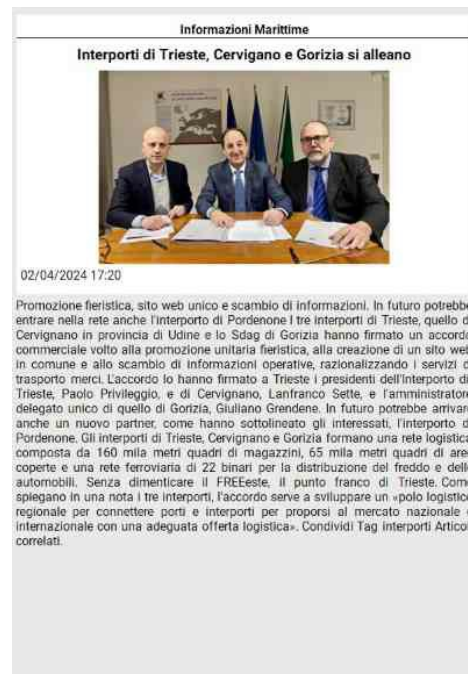 Informazioni Marittime
Interporti di Trieste, Cervigano e Gorizia si alleano
02/04/2024 17:20
Promozione fieristica, sito web unico e scambio di informazioni. In futuro potrebbe
entrare nella rete anche l'interporto di Pordenone I tre interporti di Trieste, quello d
Cervignano in provincia di Udine e lo Sdag di Gorizia hanno firmato un accordo
commerciale volto alla promozione unitaria fieristica, alla creazione di un sito web
in comune e allo scambio di informazioni operative, razionalizzando i servizi d
trasporto merci. L'accordo lo hanno firmato a Trieste i presidenti dell'Interporto di
Trieste, Paolo Privileggio, e di Cervignano, Lanfranco Sette, e l'amministratore
delegato unico di quello di Gorizia, Giuliano Grendene. In futuro potrebbe arrivare
anche un nuovo partner, come hanno sottolineato gli interessati, l'interporto d
Pordenone. Gli interporti di Trieste, Cervignano e Gorizia formano una rete logistica
composta da 160 mila metri quadri di magazzini, 65 mila metri quadri di aree
coperte e una rete ferroviaria di 22 binari per la distribuzione del freddo e delle
automobili. Senza dimenticare il FREEeste, il punto franco di Trieste. Come
spiegano in una nota i tre interporti, l'accordo serve a sviluppare un «polo logistico
regionale per connettere porti e interporti per proporsi al mercato nazionale e
internazionale con una adeguata offerta logistica». Condividi Tag interporti Articol
correlati.